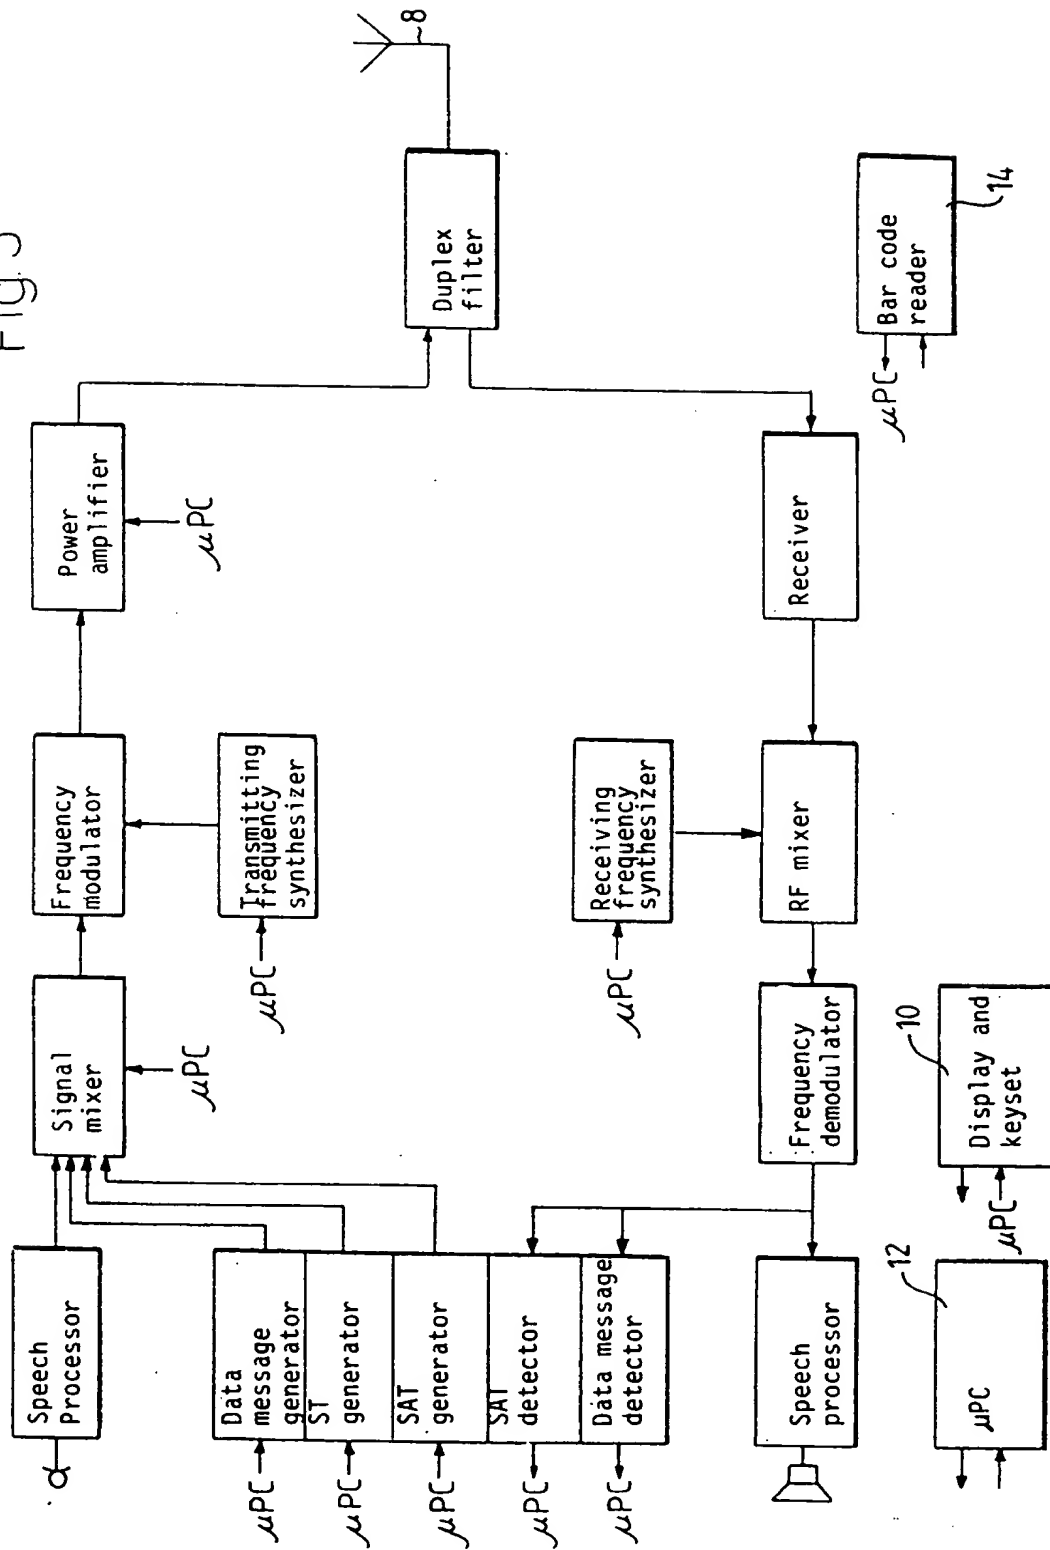 Fig.
8
Speech
Processor
Signal
mixer
µPC
Frequency
modulator
Power
amplifier
µPC
Transmitting
frequency
synthesizer
µPC
Duplex
filter
Data
message
generator
µPC
ST
generator
µPC
SAT
generator
µPC
SAT
detector
µPC
Data message
detector
µPC
Receiving
frequency
synthesizer
µPC
Speech
processor
Frequency
demodulator
RF mixer
Receiver
Bar code
reader
µPC
14
12
µPC
10
Display and
keyset
µPC